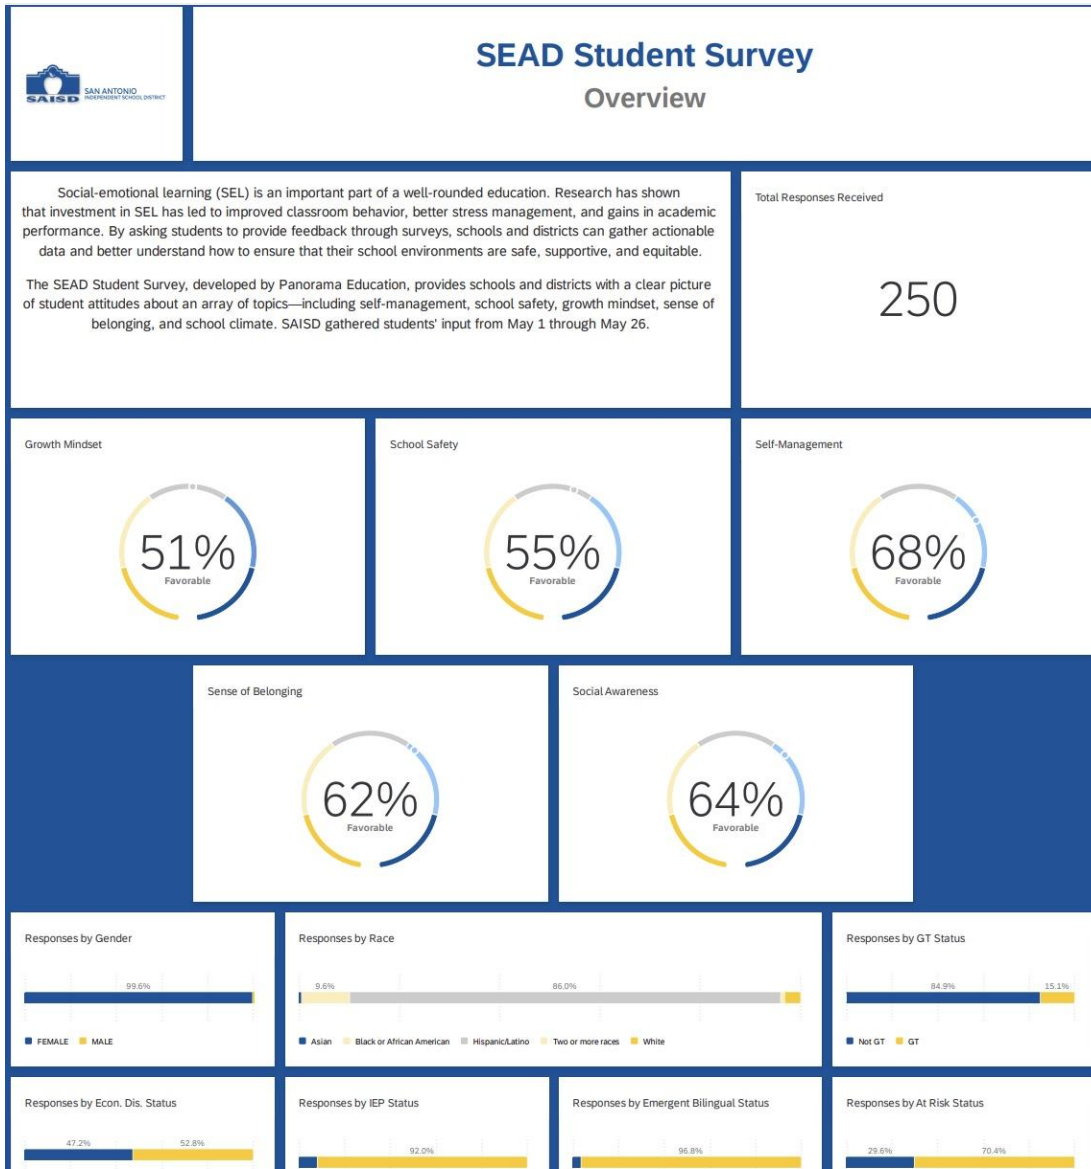 SAISD
SAN ANTONIO
INDEPENDENT SCHOOL DISTRICT
SEAD Student Survey
Overview
Social-emotional learning (SEL) is an important part of a well-rounded education. Research has shown
that investment in SEL has led to improved classroom behavior, better stress management, and gains in academic
performance. By asking students to provide feedback through surveys, schools and districts can gather actionable
data and better understand how to ensure that their school environments are safe, supportive, and equitable.
The SEAD Student Survey, developed by Panorama Education, provides schools and districts with a clear picture
of student attitudes about an array of topics—including self-management, school safety, growth mindset, sense of
belonging, and school climate. SAISD gathered students' input from May 1 through May 26.
Total Responses Received
250
Growth Mindset
51%
Favorable
School Safety
55%
Favorable
Self-Management
68%
Favorable
Sense of Belonging
62%
Favorable
Social Awareness
64%
Favorable
Responses by Gender
99.6%
FEMALE MALE
Responses by Race
9.6% 86.0%
Asian Black or African American Hispanic/Latino Two or more races White
Responses by GT Status
84.9% 15.1%
Not GT GT
Responses by Econ. Dis. Status
47.2% 52.8%
Responses by IEP Status
92.0%
Responses by Emergent Bilingual Status
96.8%
Responses by At Risk Status
29.6% 70.4%